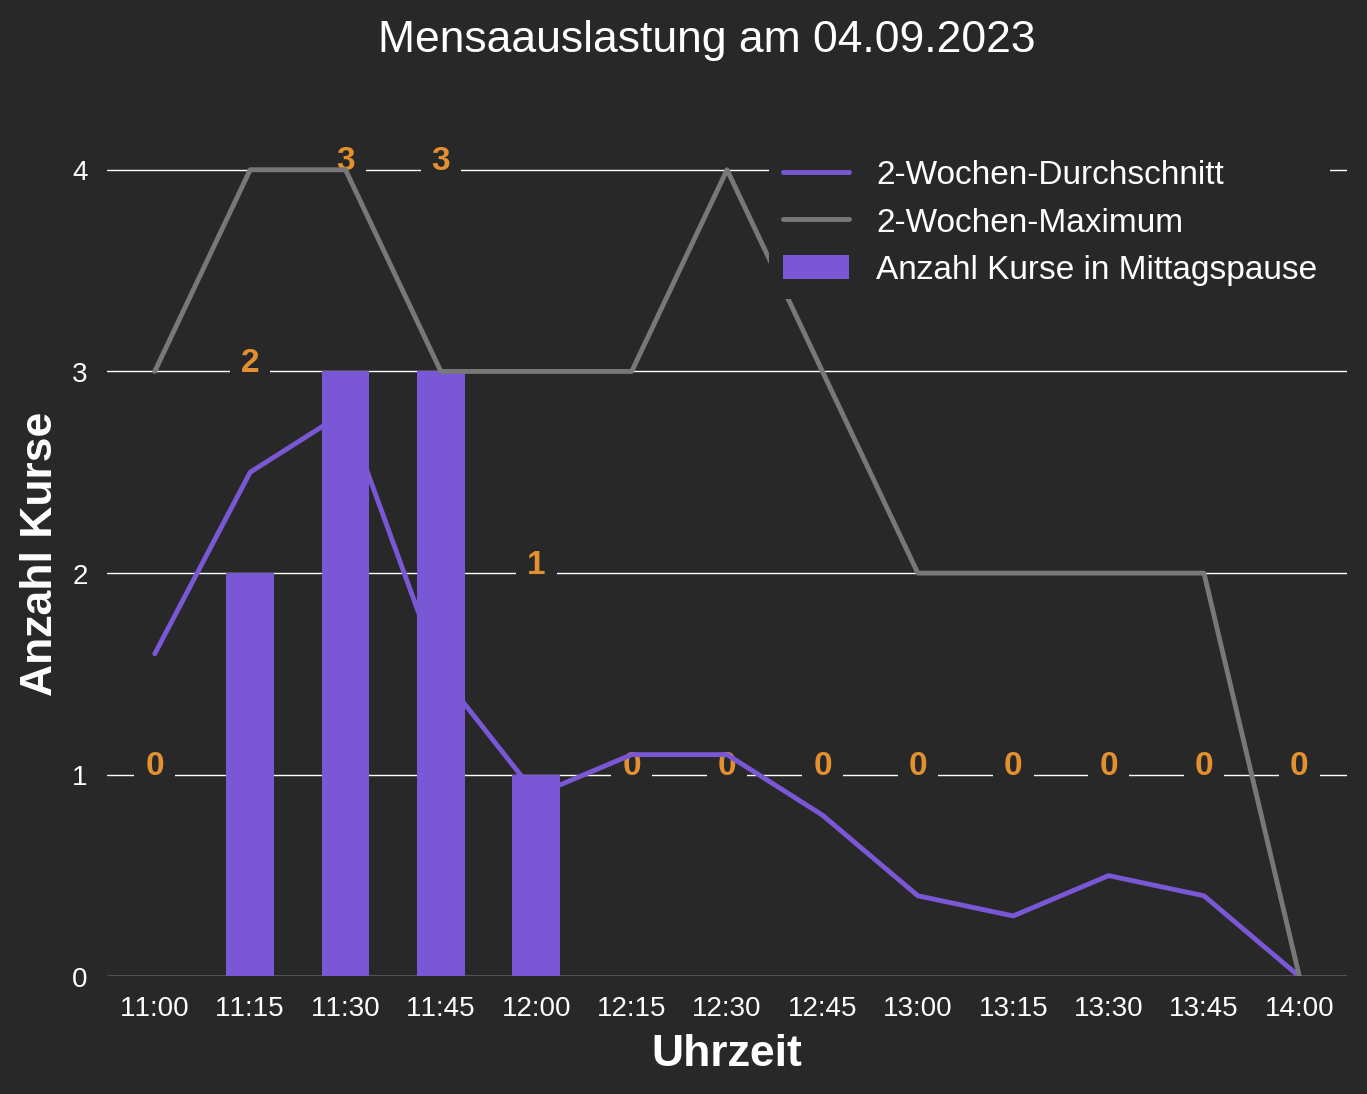 Mensaauslastung am 04.09.2023
2-Wochen-Durchschnitt
2-Wochen-Maximum
Anzahl Kurse in Mittagspause
Anzahl Kurse
4
3
2
1
0
3 3
2
1
0 0 0 0 0 0 0 0 0
11:00 11:15 11:30 11:45 12:00 12:15 12:30 12:45 13:00 13:15 13:30 13:45 14:00
Uhrzeit